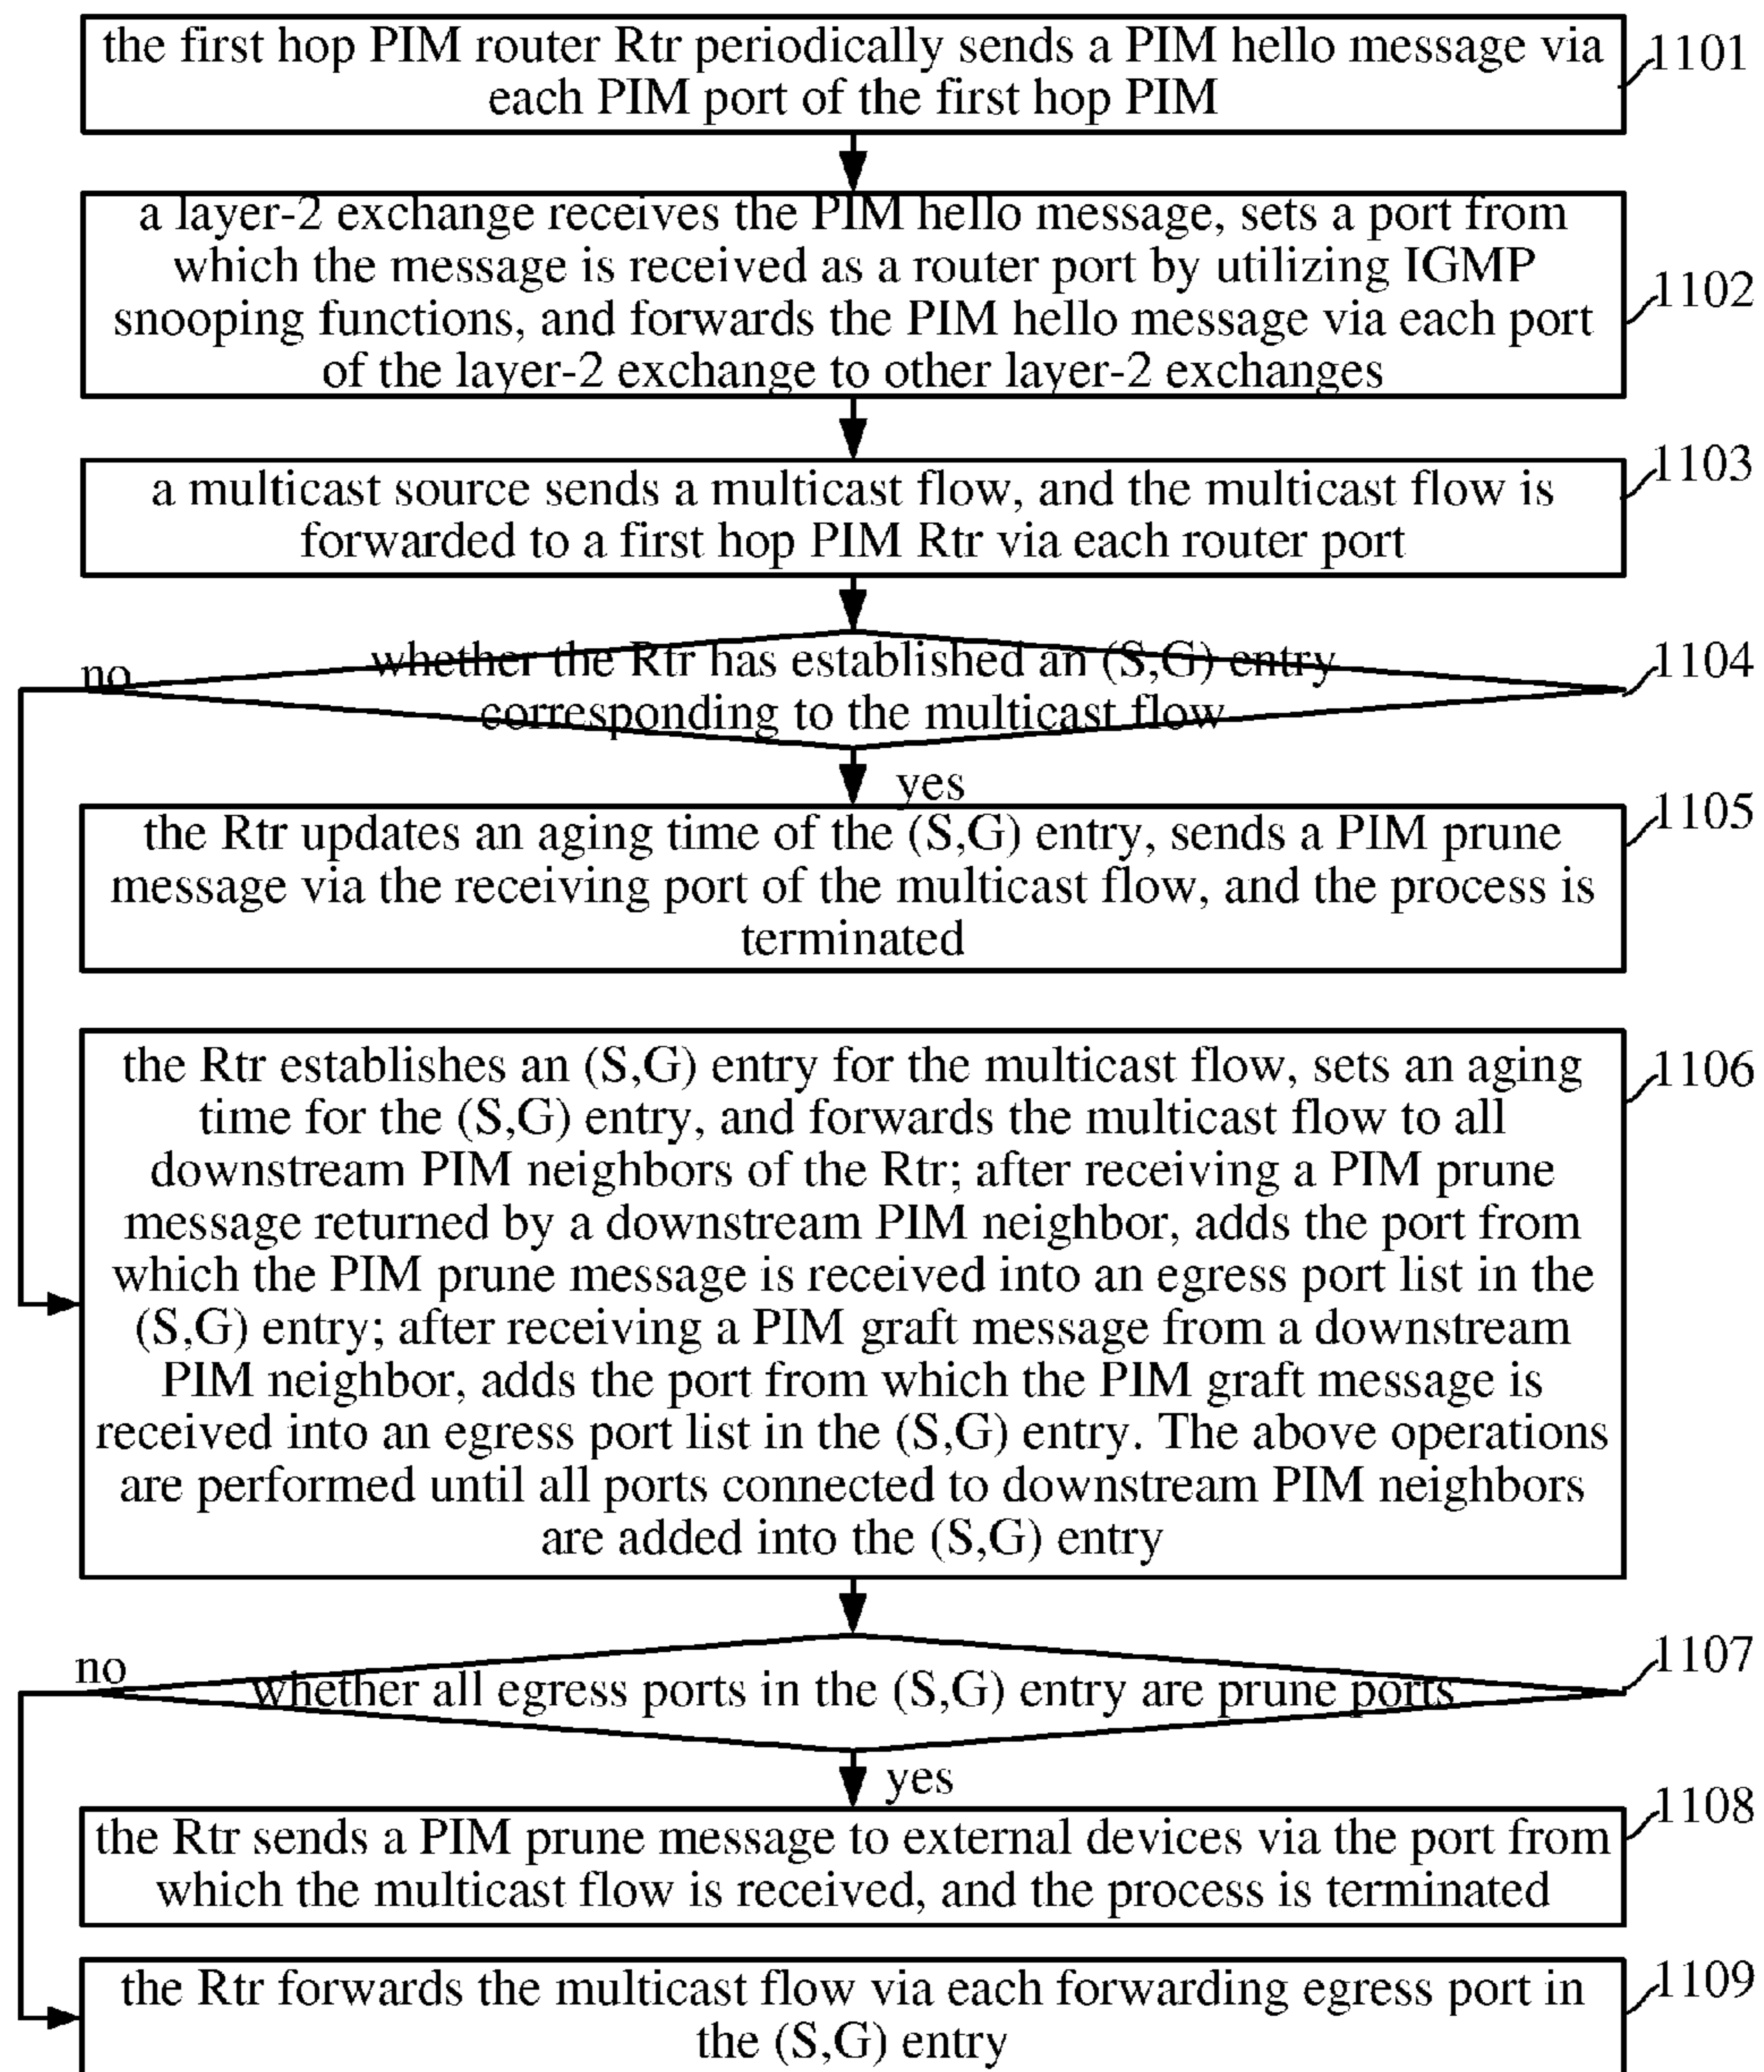 the first hop PIM router Rtr periodically sends a PIM hello message via
each PIM port of the first hop PIM
1101
a layer-2 exchange receives the PIM hello message, sets a port from
which the message is received as a router port by utilizing IGMP
snooping functions, and forwards the PIM hello message via each port
of the layer-2 exchange to other layer-2 exchanges
1102
a multicast source sends a multicast flow, and the multicast flow is
forwarded to a first hop PIM Rtr via each router port
1103
whether the Rtr has established an (S,G) entry
corresponding to the multicast flow
1104
no
yes
the Rtr updates an aging time of the (S,G) entry, sends a PIM prune
message via the receiving port of the multicast flow, and the process is
terminated
1105
the Rtr establishes an (S,G) entry for the multicast flow, sets an aging
time for the (S,G) entry, and forwards the multicast flow to all
downstream PIM neighbors of the Rtr; after receiving a PIM prune
message returned by a downstream PIM neighbor, adds the port from
which the PIM prune message is received into an egress port list in the
(S,G) entry; after receiving a PIM graft message from a downstream
PIM neighbor, adds the port from which the PIM graft message is
received into an egress port list in the (S,G) entry. The above operations
are performed until all ports connected to downstream PIM neighbors
are added into the (S,G) entry
1106
whether all egress ports in the (S,G) entry are prune ports
1107
no
yes
the Rtr sends a PIM prune message to external devices via the port from
which the multicast flow is received, and the process is terminated
1108
the Rtr forwards the multicast flow via each forwarding egress port in
the (S,G) entry
1109